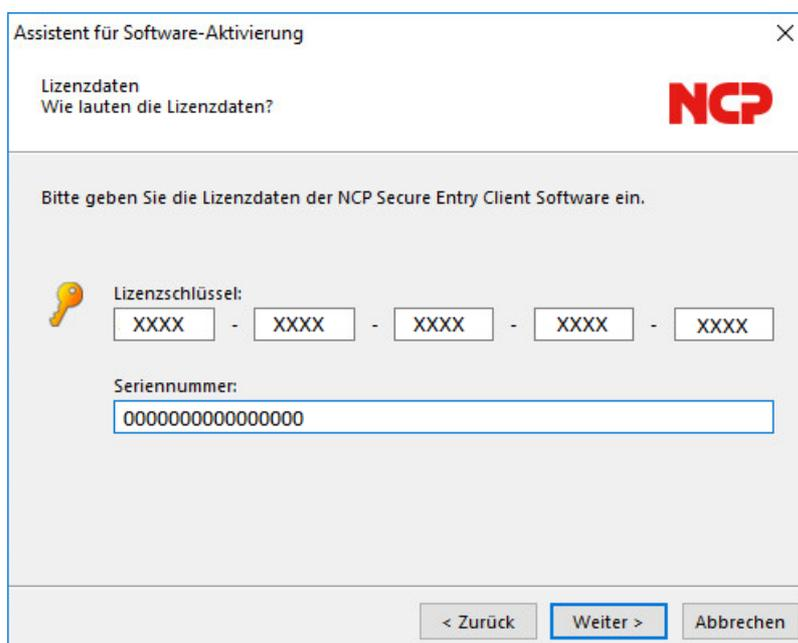 Assistent für Software-Aktivierung
Lizenzdaten
Wie lauten die Lizenzdaten?
NCP
Bitte geben Sie die Lizenzdaten der NCP Secure Entry Client Software ein.
Lizenzschlüssel:
XXXX - XXXX - XXXX - XXXX - XXXX
Seriennummer:
0000000000000000
< Zurück Weiter > Abbrechen